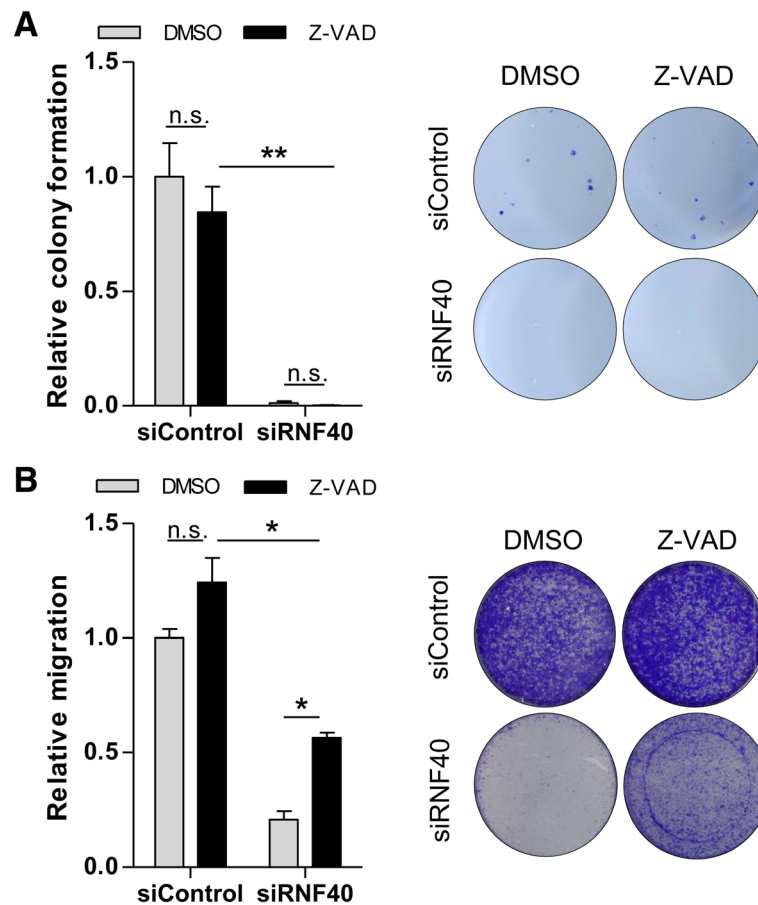 A
DMSO Z-VAD
Relative colony formation
1.5
1.0
0.5
0.0
n.s.
**
n.s.
siControl siRNF40
DMSO Z-VAD
siControl
siRNF40
B
DMSO Z-VAD
Relative migration
1.5
1.0
0.5
0.0
n.s.
*
*
siControl siRNF40
DMSO Z-VAD
siControl
siRNF40